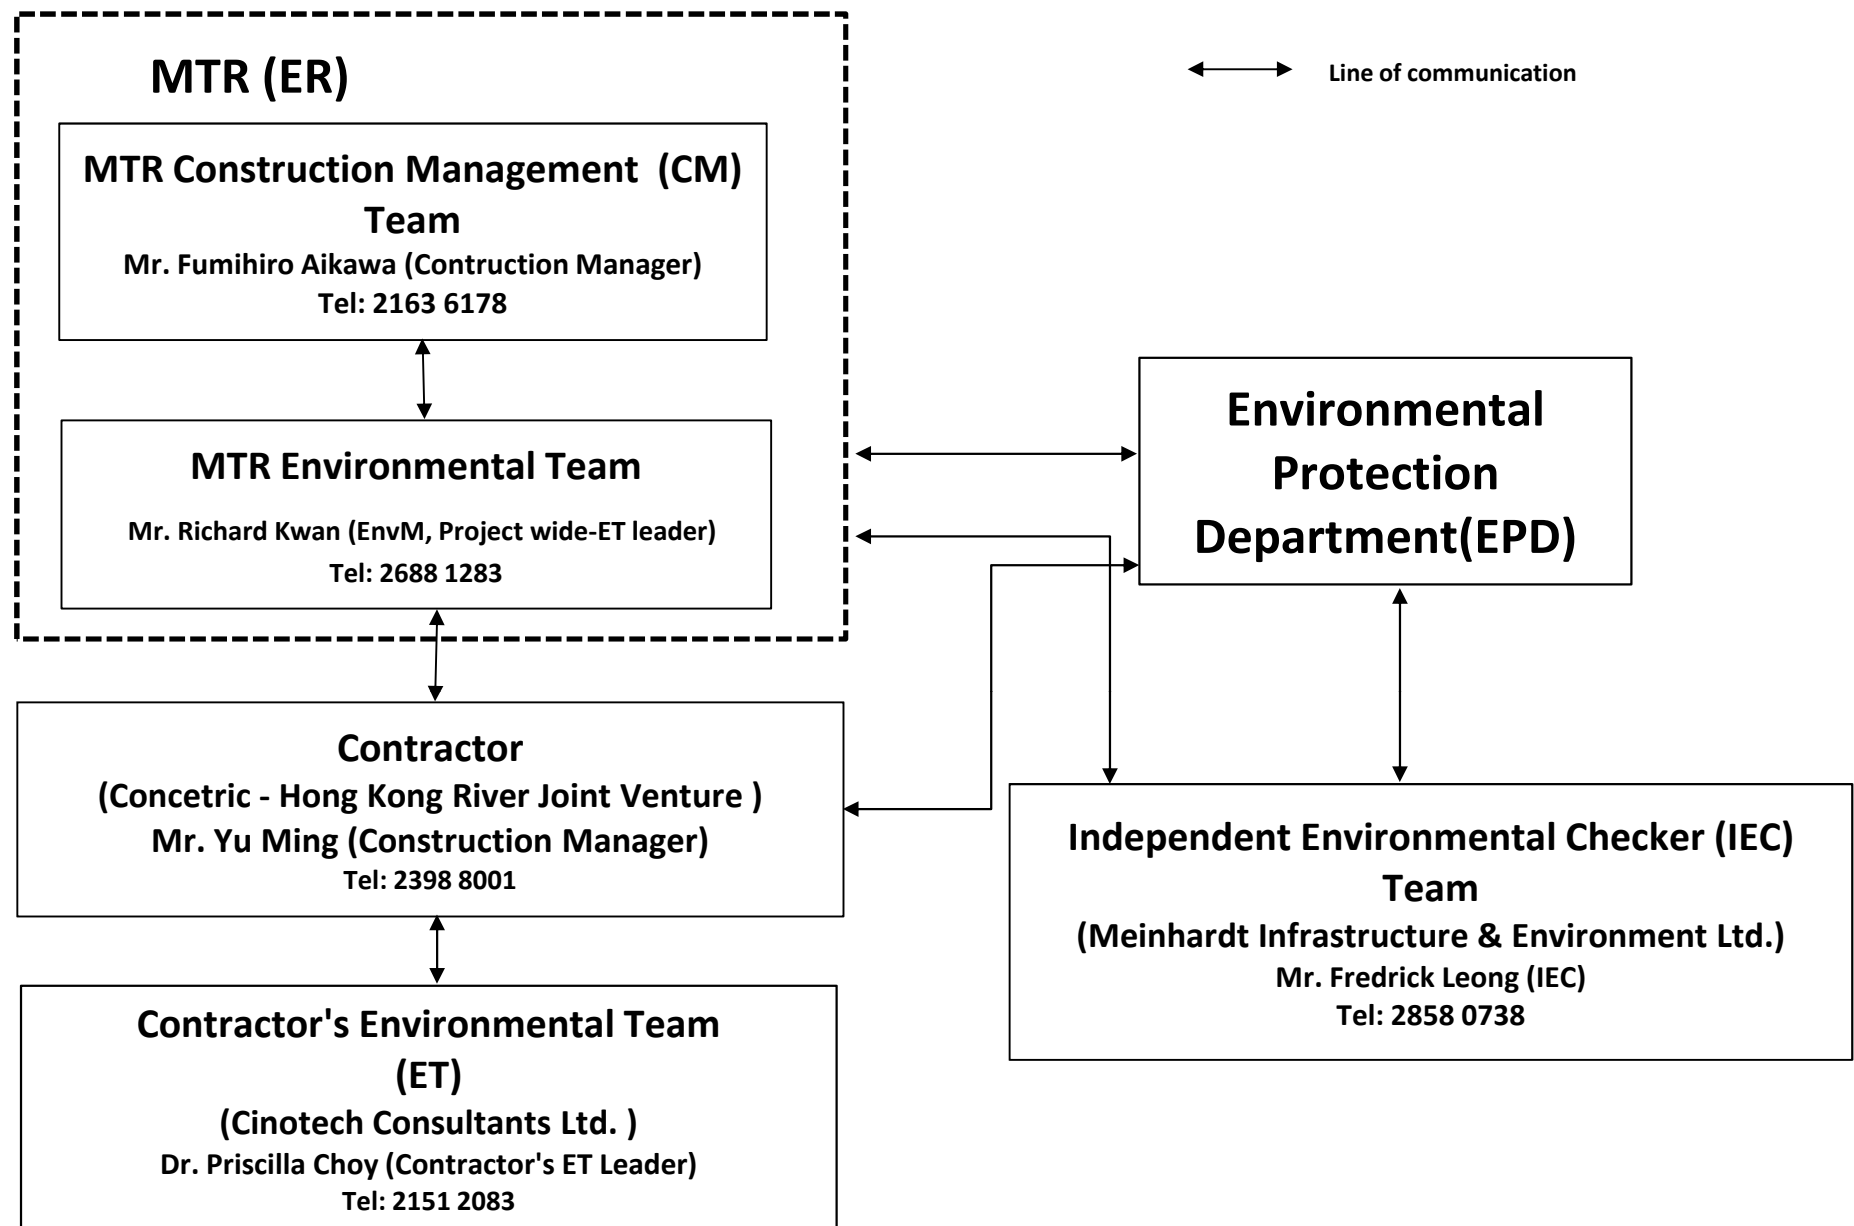 MTR (ER)
Line of communication
MTR Construction Management (CM)
Team
Mr. Fumihiro Aikawa (Contruction Manager)
Tel: 2163 6178
MTR Environmental Team
Mr. Richard Kwan (EnvM, Project wide-ET leader)
Tel: 2688 1283
Environmental
Protection
Department(EPD)
Contractor
(Concetric - Hong Kong River Joint Venture )
Mr. Yu Ming (Construction Manager)
Tel: 2398 8001
Independent Environmental Checker (IEC)
Team
(Meinhardt Infrastructure & Environment Ltd.)
Mr. Fredrick Leong (IEC)
Tel: 2858 0738
Contractor's Environmental Team
(ET)
(Cinotech Consultants Ltd. )
Dr. Priscilla Choy (Contractor's ET Leader)
Tel: 2151 2083